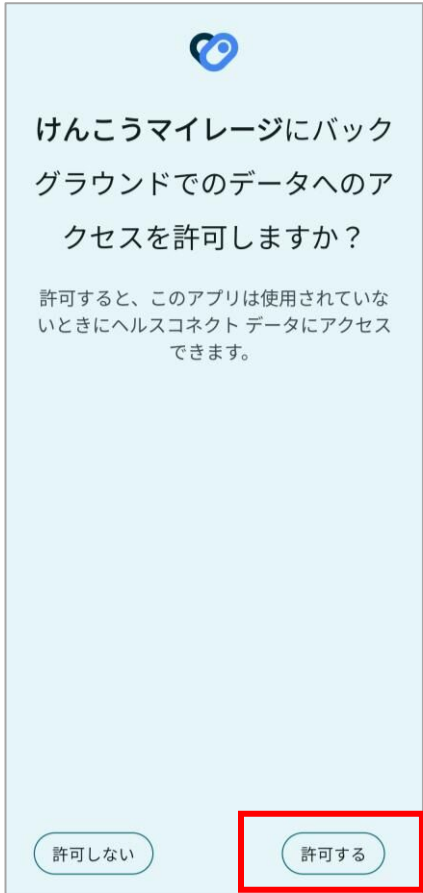 けんこうマイレージにバック
グラウンドでのデータへのア
クセスを許可しますか？
許可すると、このアプリは使用されていな
いときにヘルスコネクト データにアクセス
できます。
許可しない
許可する